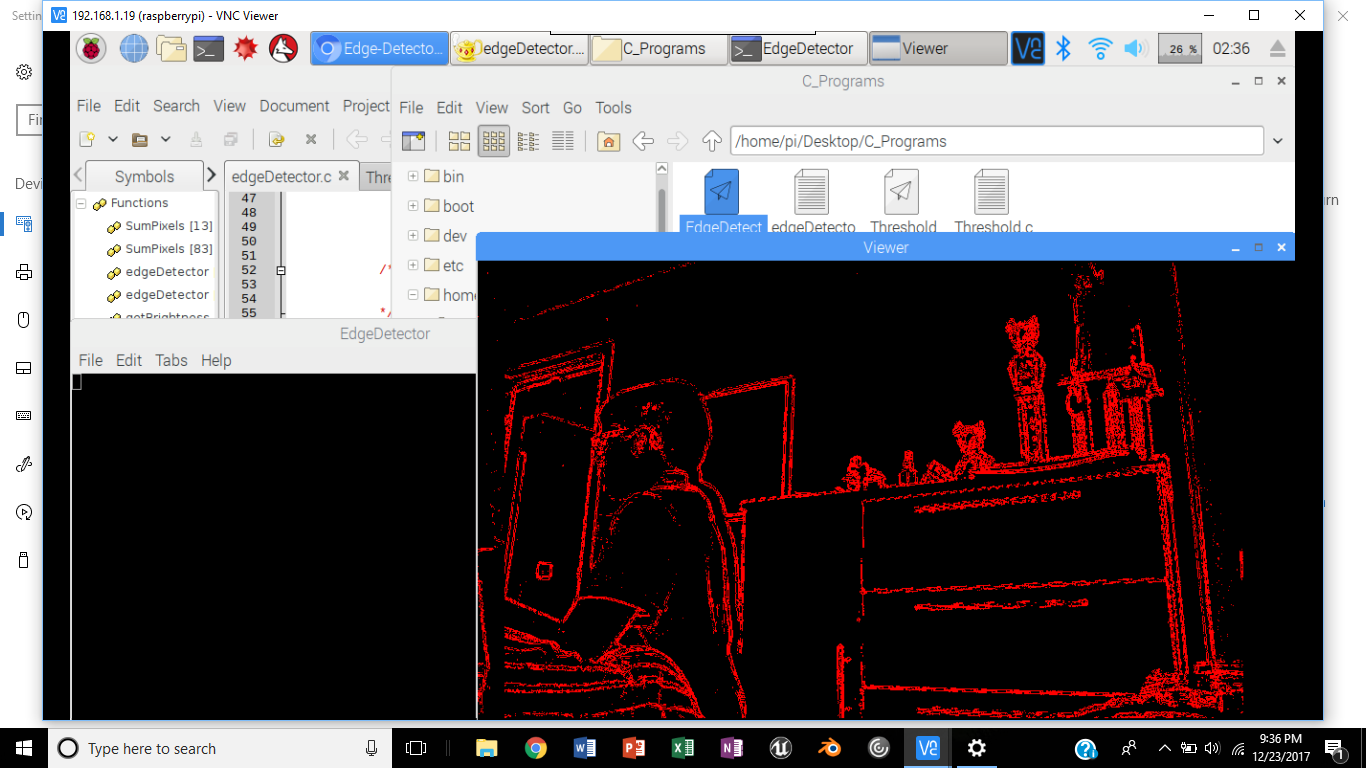 Setting
192.168.1.19 (raspberrypi) - VNC Viewer
Edge-Detecto...
edgeDetector....
C_Programs
EdgeDetector
Viewer
26 %
02:36
C_Programs
File Edit Search View Document Project
File Edit View Sort Go Tools
/home/pi/Desktop/C_Programs
Symbols
edgeDetector.c
Thre
Functions
SumPixels [13]
SumPixels [83]
edgeDetector
edgeDetector
getBrightness
47
48
49
50
51
52
53
54
55
/*
*/
bin
boot
dev
etc
home
EdgeDetect
edgeDetecto
Threshold
Threshold.c
Viewer
EdgeDetector
File Edit Tabs Help
Fin
Devi
Type here to search
9:36 PM
12/23/2017
1